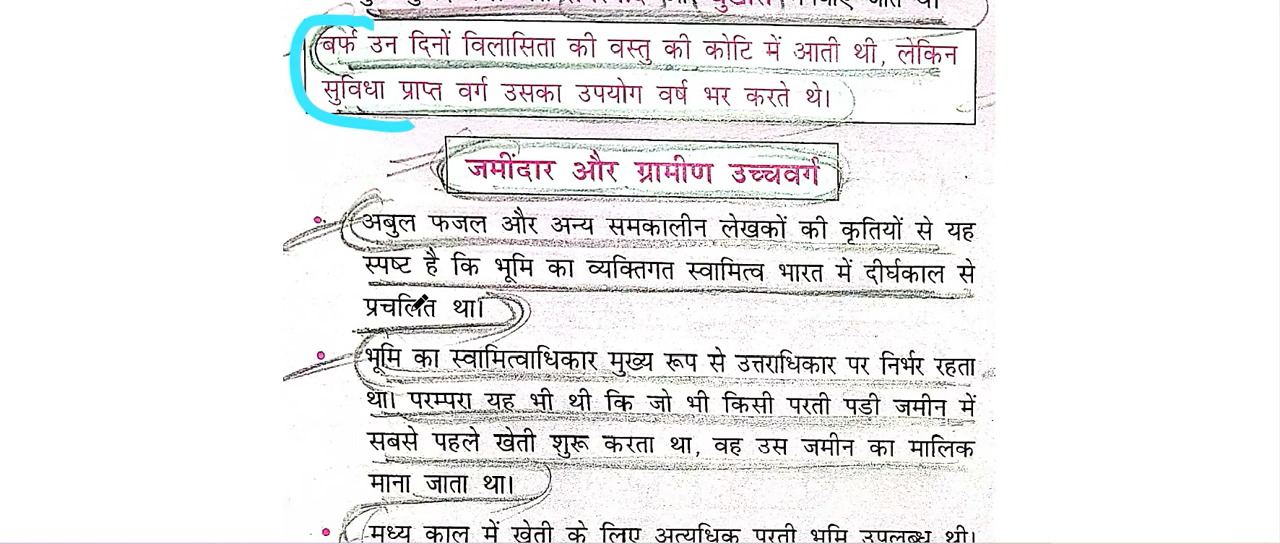 बर्फ उन दिनों विलासिता की वस्तु की कोटि में आती थी, लेकिन
सुविधा प्राप्त वर्ग उसका उपयोग वर्ष भर करते थे।
जमींदार और ग्रामीण उच्चवर्ग
• अबुल फजल और अन्य समकालीन लेखकों की कृतियों से यह
स्पष्ट है कि भूमि का व्यक्तिगत स्वामित्व भारत में दीर्घकाल से
प्रचलित था।
• भूमि का स्वामित्वाधिकार मुख्य रूप से उत्तराधिकार पर निर्भर रहता
था। परम्परा यह भी थी कि जो भी किसी परती पड़ी जमीन में
सबसे पहले खेती शुरू करता था, वह उस जमीन का मालिक
माना जाता था।
• मध्य काल में खेती के लिए अत्यधिक परती भूमि उपलब्ध थी।